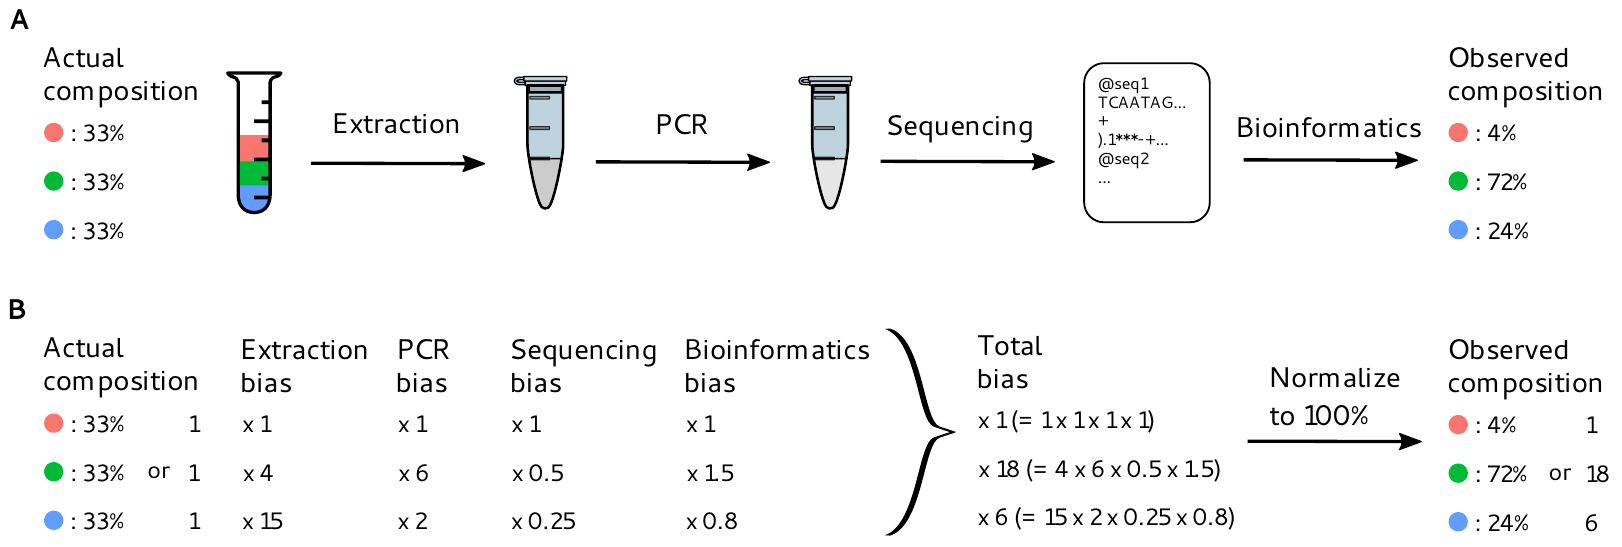 A
Actual
composition
: 33%
: 33%
: 33%
Extraction
PCR
Sequencing
@seq1
TCAATAG...
+
).1***-+...
@seq2
...
Bioinformatics
Observed
composition
: 4%
: 72%
: 24%
B
Actual
composition
Extraction
bias
PCR
bias
Sequencing
bias
Bioinformatics
bias
Total
bias
Normalize
to 100%
Observed
composition
: 33% 1 x 1 x 1 x 1 x 1 x 1 (= 1 x 1 x 1 x 1) : 4% 1
: 33% or 1 x 4 x 6 x 0.5 x 1.5 x 18 (= 4 x 6 x 0.5 x 1.5) : 72% or 18
: 33% 1 x 15 x 2 x 0.25 x 0.8 x 6 (= 15 x 2 x 0.25 x 0.8) : 24% 6